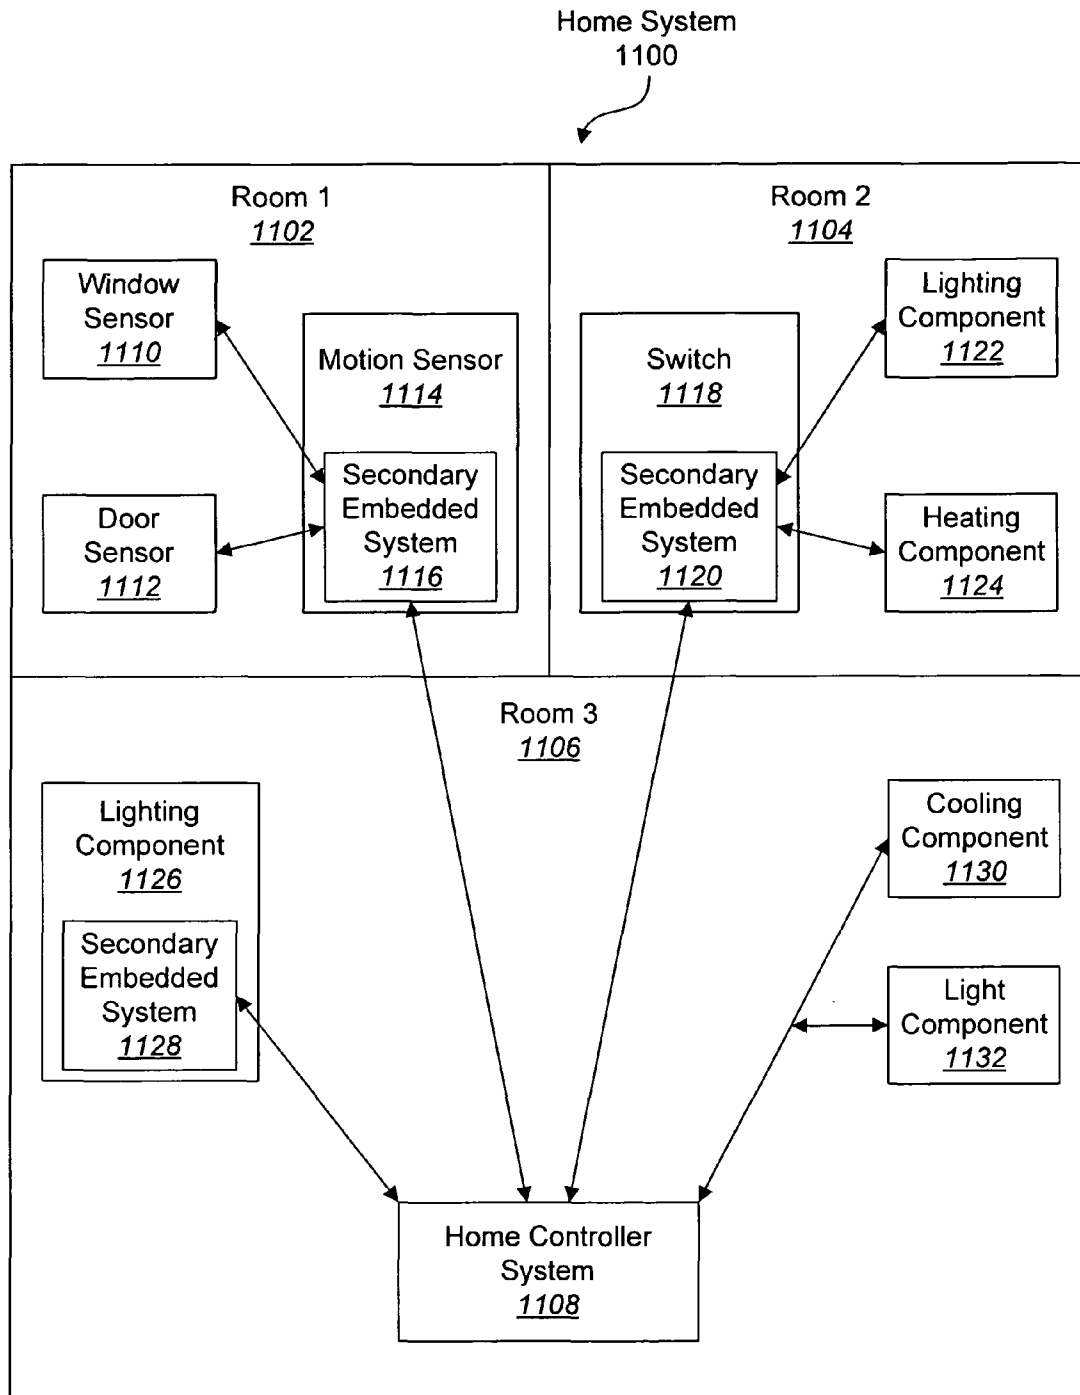 Home System
1100
Room 1
1102
Room 2
1104
Window
Sensor
1110
Motion Sensor
1114
Secondary
Embedded
System
1116
Door
Sensor
1112
Switch
1118
Secondary
Embedded
System
1120
Lighting
Component
1122
Heating
Component
1124
Room 3
1106
Lighting
Component
1126
Secondary
Embedded
System
1128
Cooling
Component
1130
Light
Component
1132
Home Controller
System
1108